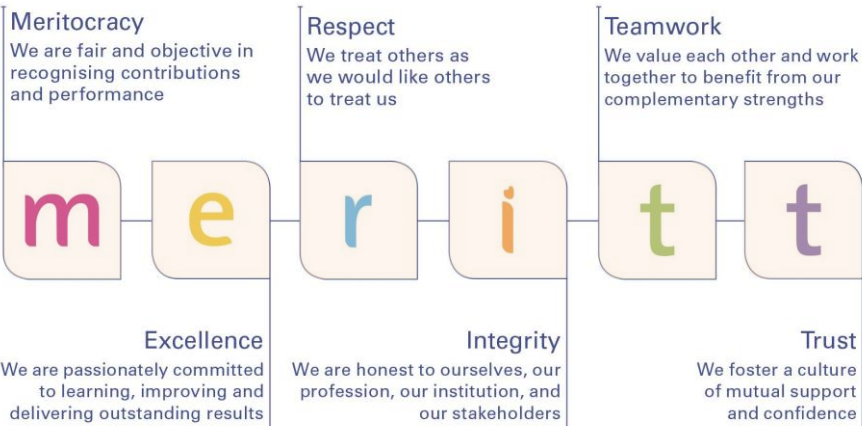 Meritocracy
We are fair and objective in
recognising contributions
and performance
Respect
We treat others as
we would like others
to treat us
Teamwork
We value each other and work
together to benefit from our
complementary strengths
m e r i t t
Excellence
We are passionately committed
to learning, improving and
delivering outstanding results
Integrity
We are honest to ourselves, our
profession, our institution, and
our stakeholders
Trust
We foster a culture
of mutual support
and confidence